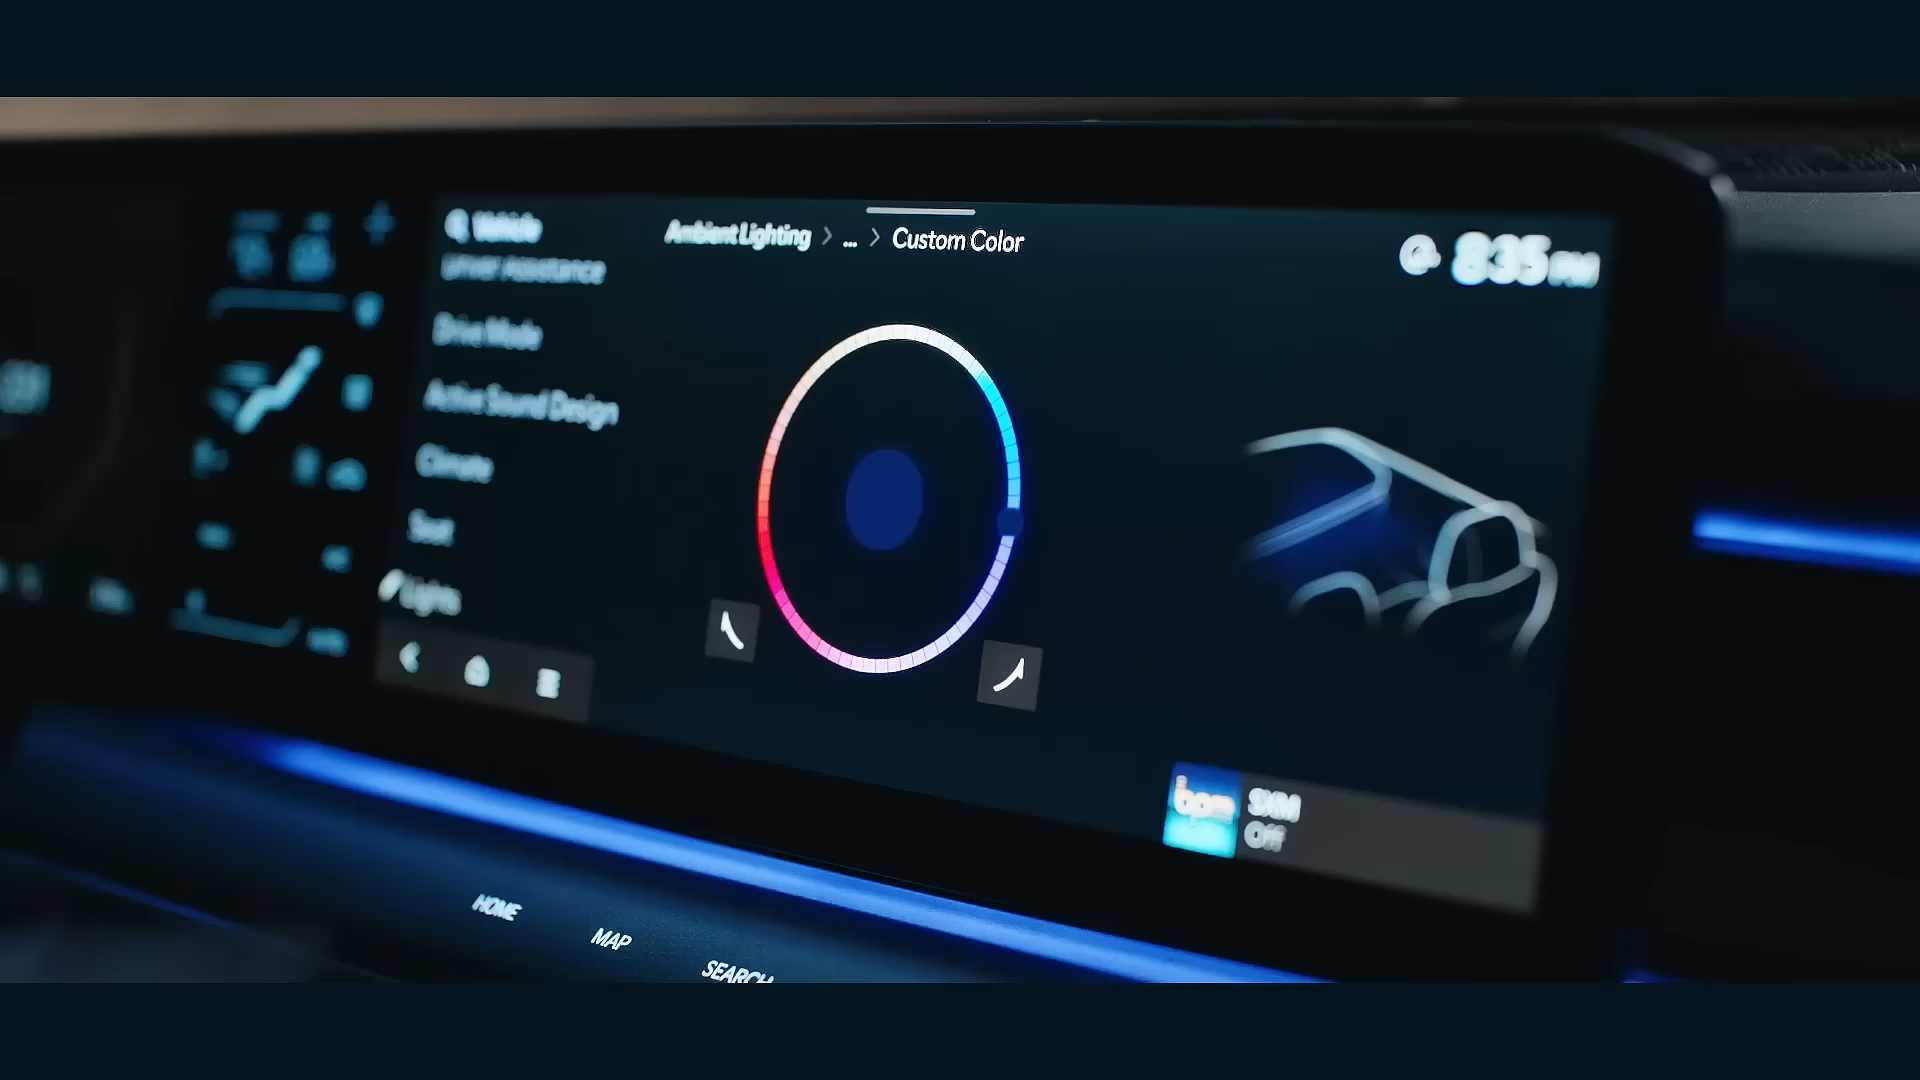 Vehicle
Ambient Lighting > ... > Custom Color
8:35 PM
Driver Assistance
Drive Mode
Active Sound Design
Climate
Seat
Lights
bpm
SXM
Off
HOME
MAP
SEARCH